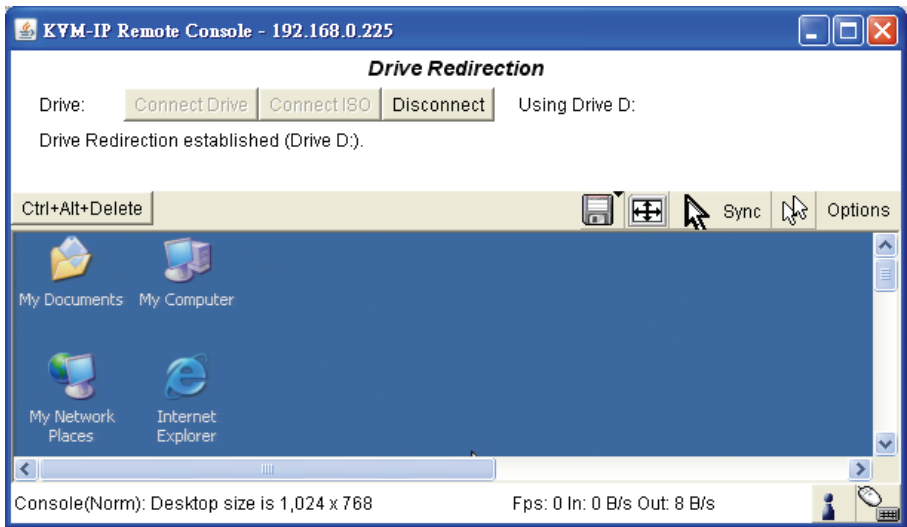 KVM-IP Remote Console - 192.168.0.225
Drive Redirection
Drive: Connect Drive Connect ISO Disconnect Using Drive D:
Drive Redirection established (Drive D:).
Ctrl+Alt+Delete Sync Options
My Documents My Computer
My Network Internet
Places Explorer
Console(Norm): Desktop size is 1,024 x 768 Fps: 0 In: 0 B/s Out: 8 B/s